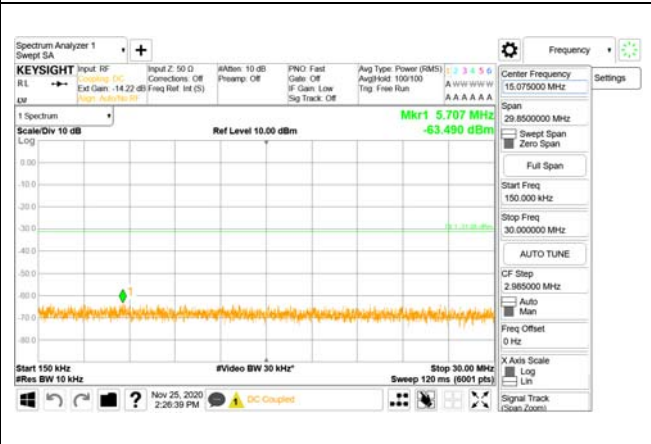 Spectrum Analyzer 1
Swept SA
+
Frequency
KEYSIGHT
RL
Input: RF
Coupling: DC
Ext Gain: -14.22 dB
Align: Auto/No RF
Input Z: 50 Ω
Corrections: Off
Freq Ref: Int (S)
#Atten: 10 dB
Preamp: Off
PNO: Fast
Gate: Off
IF Gain: Low
Sig Track: Off
Avg Type: Power (RMS)
Avg|Hold: 100/100
Trig: Free Run
1 2 3 4 5 6
A W W W W W
A A A A A A
Center Frequency
15.075000 MHz
Settings
1 Spectrum
Scale/Div 10 dB
Log
Ref Level 10.00 dBm
Mkr1 5.707 MHz
-63.490 dBm
0.00
-10.0
-20.0
-30.0
-40.0
-50.0
-60.0
-70.0
-80.0
1
Start 150 kHz
#Res BW 10 kHz
#Video BW 30 kHz*
Stop 30.00 MHz
Sweep 120 ms (6001 pts)
Span
29.8500000 MHz
Swept Span
Zero Span
Full Span
Start Freq
150.000 kHz
Stop Freq
30.000000 MHz
AUTO TUNE
CF Step
2.985000 MHz
Auto
Man
Freq Offset
0 Hz
X Axis Scale
Log
Lin
Signal Track
(Span Zoom)
?
Nov 25, 2020
2:26:39 PM
1
DC Coupled